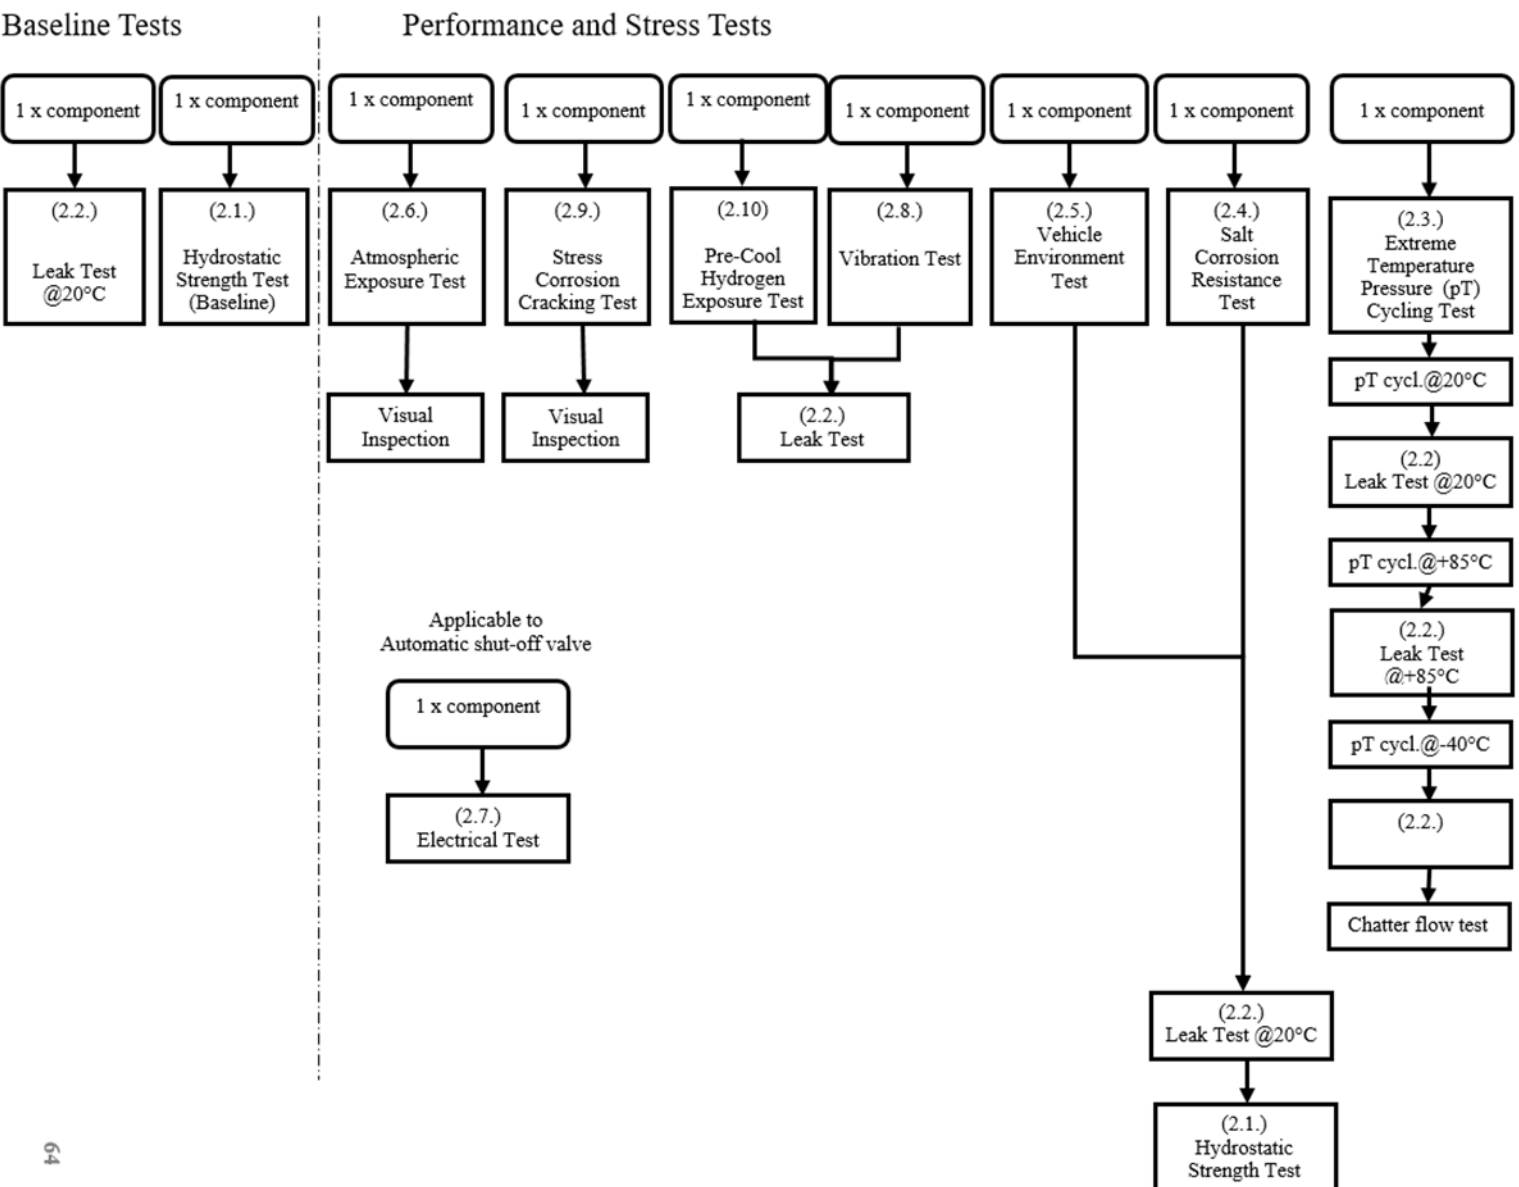 Baseline Tests
Performance and Stress Tests
1 x component
1 x component
1 x component
1 x component
1 x component
1 x component
1 x component
1 x component
1 x component
(2.2.)
Leak Test
@20°C
(2.1.)
Hydrostatic
Strength Test
(Baseline)
(2.6.)
Atmospheric
Exposure Test
(2.9.)
Stress
Corrosion
Cracking Test
(2.10)
Pre-Cool
Hydrogen
Exposure Test
(2.8.)
Vibration Test
(2.5.)
Vehicle
Environment
Test
(2.4.)
Salt
Corrosion
Resistance
Test
(2.3.)
Extreme
Temperature
Pressure (pT)
Cycling Test
Visual
Inspection
Visual
Inspection
(2.2.)
Leak Test
pT cycl.@20°C
(2.2)
Leak Test @20°C
pT cycl.@+85°C
(2.2.)
Leak Test
@+85°C
pT cycl.@-40°C
(2.2.)
Chatter flow test
Applicable to
Automatic shut-off valve
1 x component
(2.7.)
Electrical Test
(2.2.)
Leak Test @20°C
(2.1.)
Hydrostatic
Strength Test
64